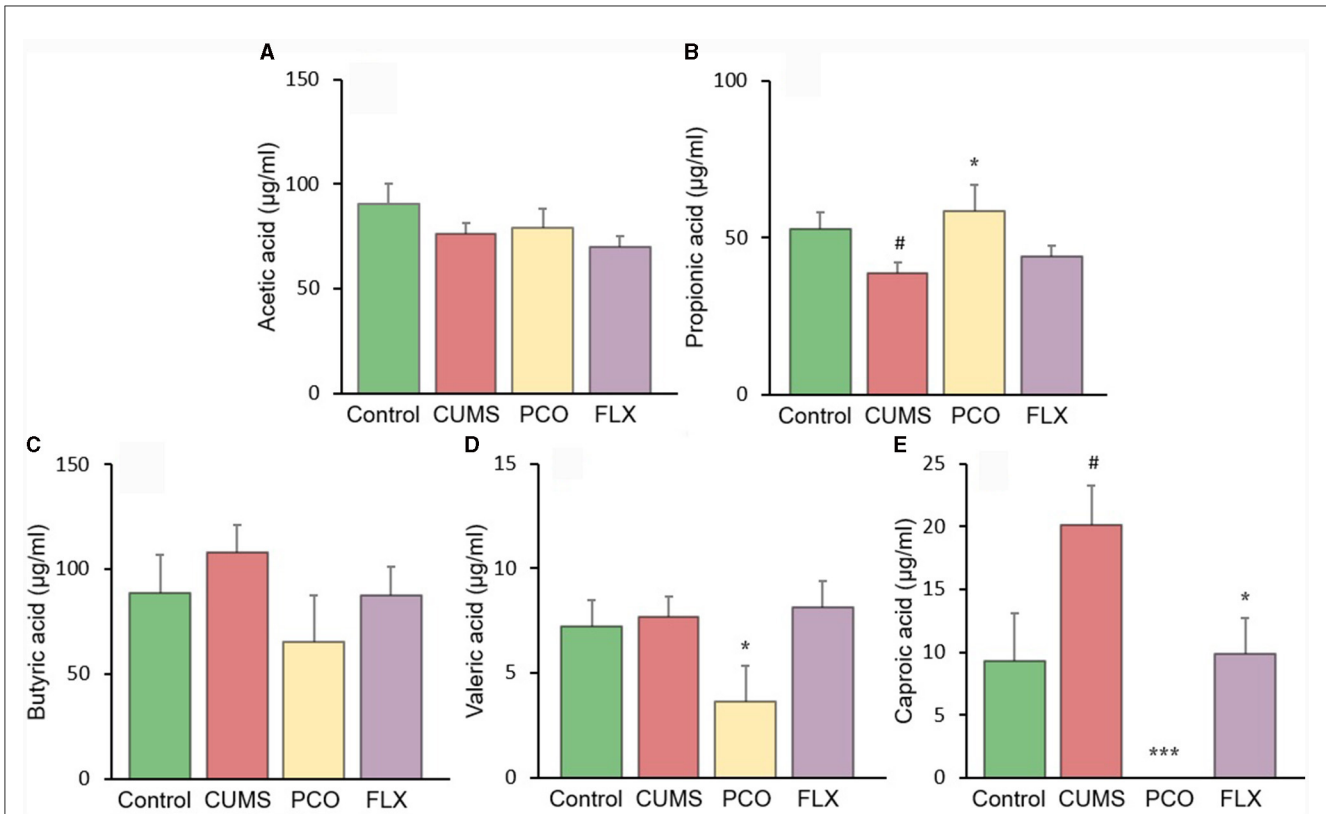 A
150
100
50
0
Acetic acid (µg/ml)
Control CUMS PCO FLX
B
100
50
0
Propionic acid (µg/ml)
#
*
Control CUMS PCO FLX
C
150
100
50
0
Butyric acid (µg/ml)
Control CUMS PCO FLX
D
15
10
5
0
Valeric acid (µg/ml)
*
Control CUMS PCO FLX
E
25
20
15
10
5
0
Caproic acid (µg/ml)
#
***
*
Control CUMS PCO FLX